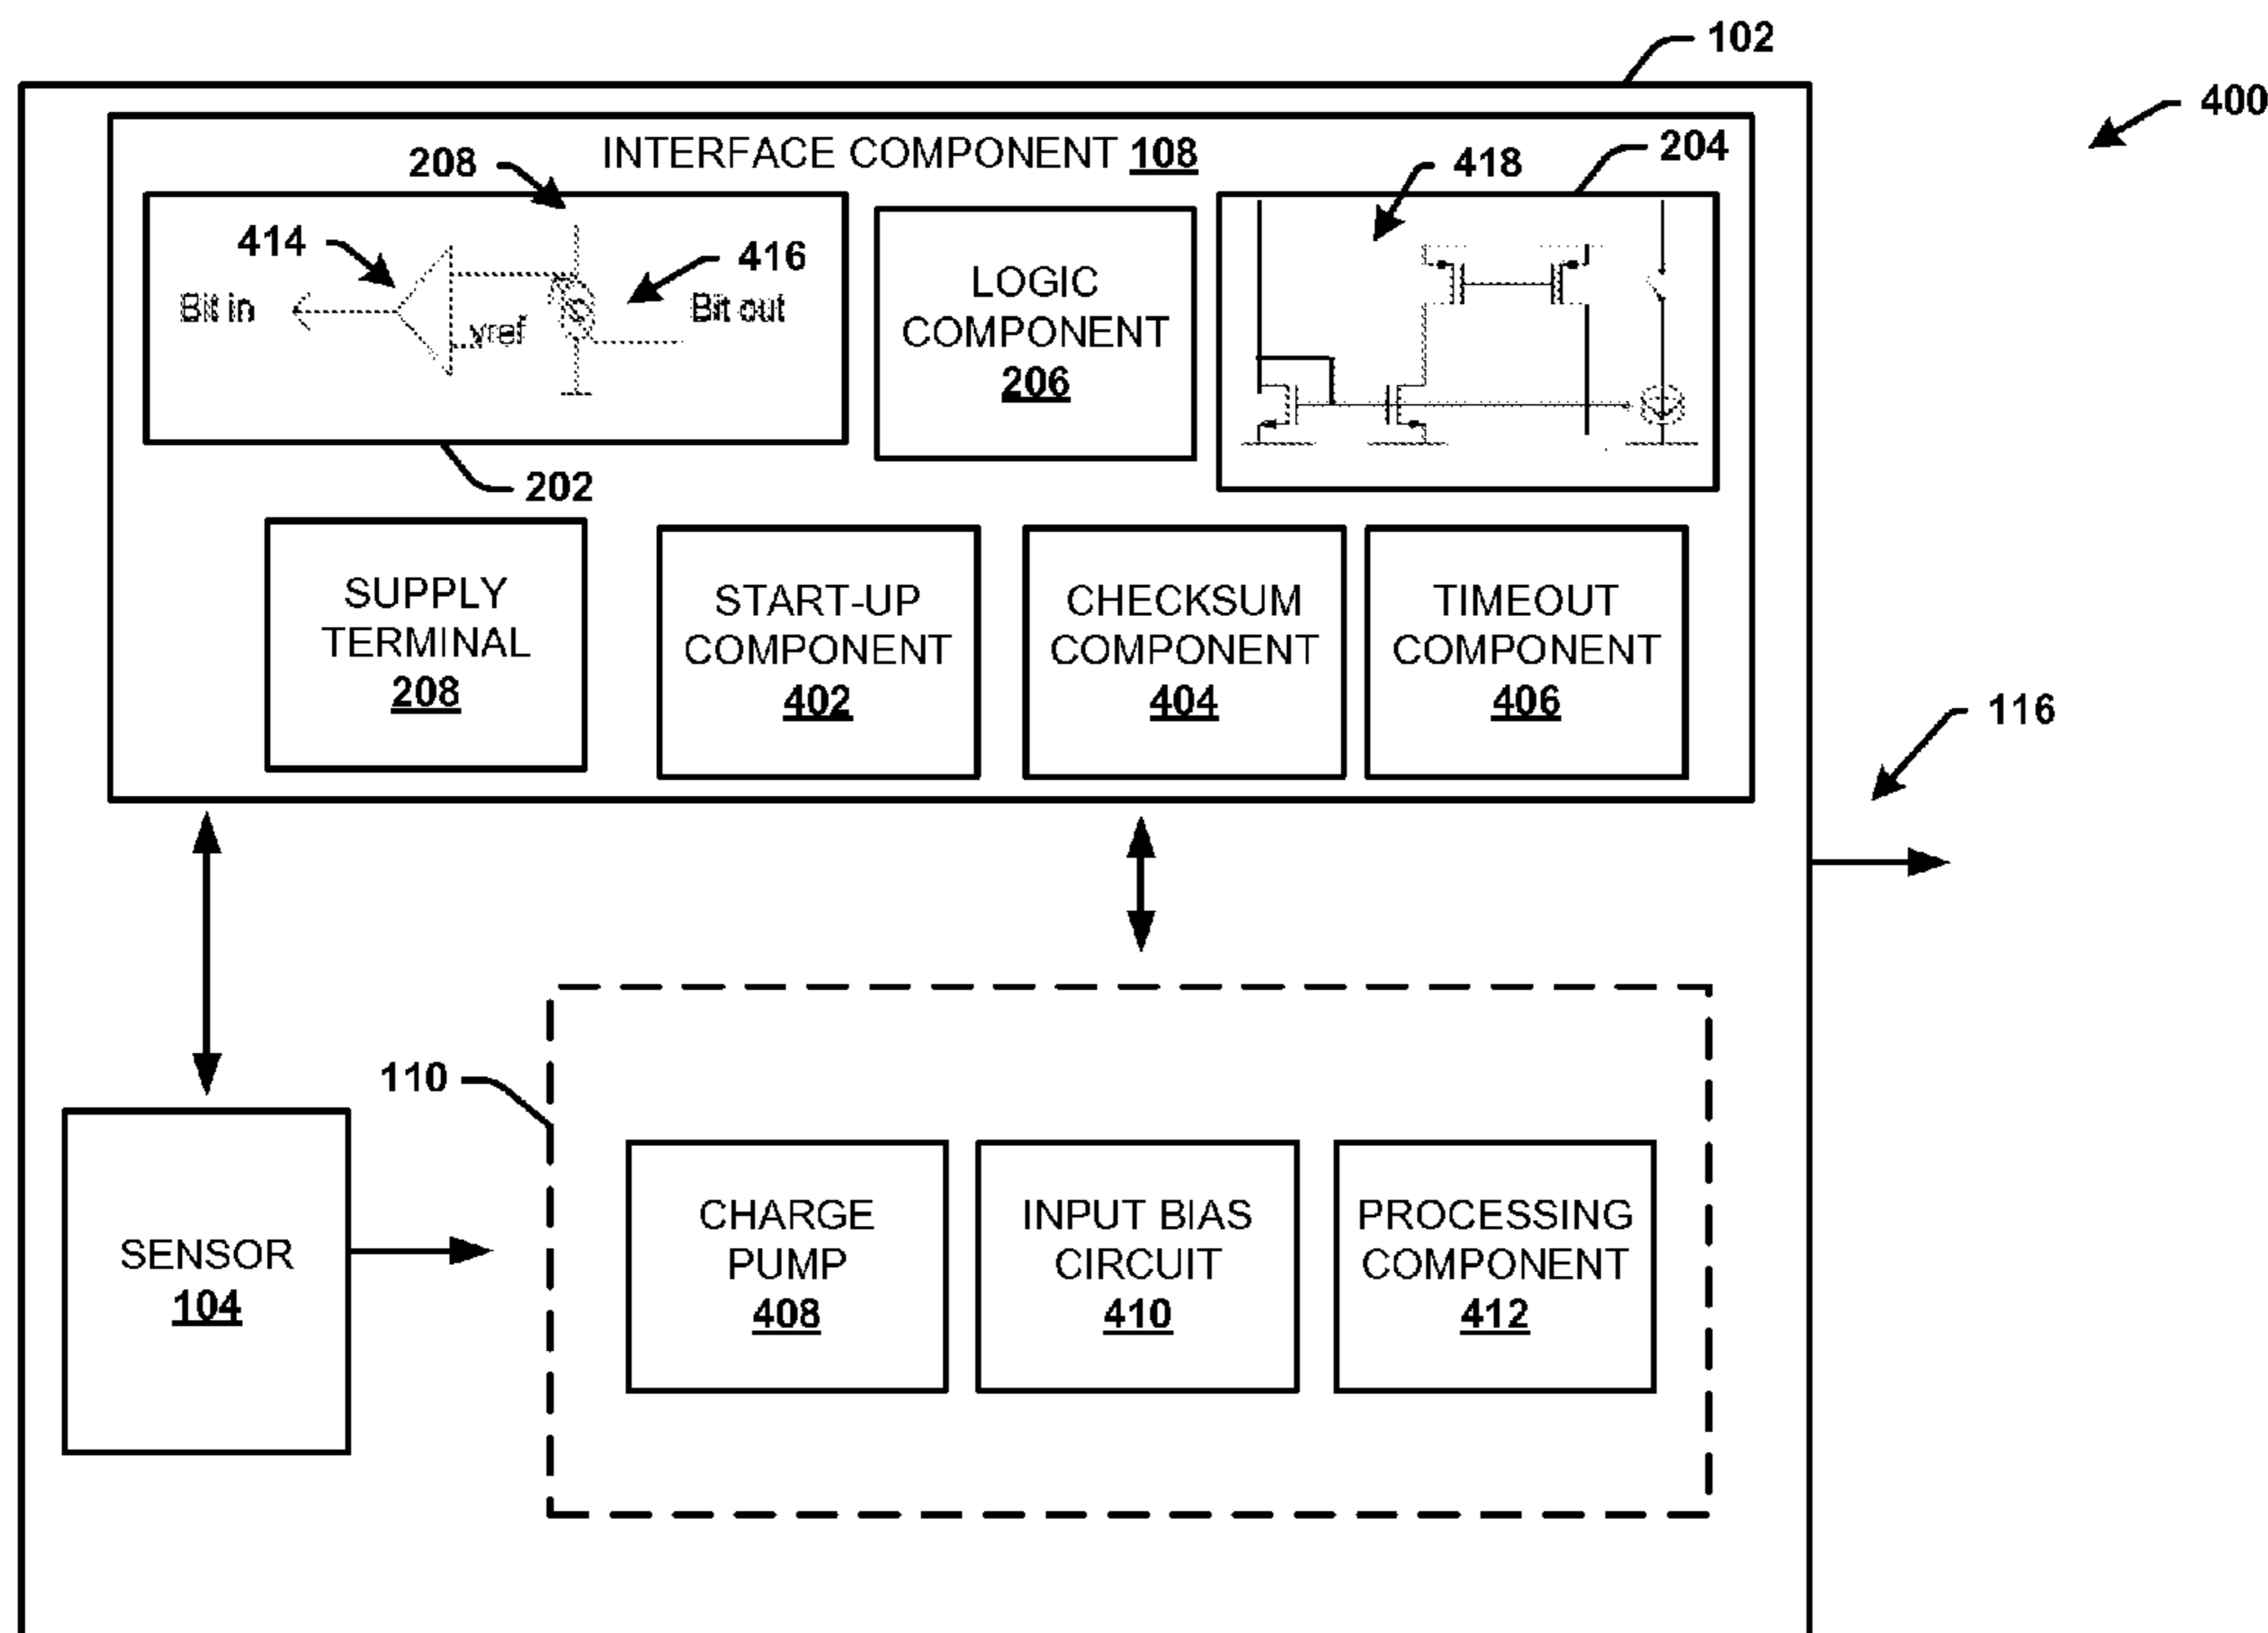 102
400
INTERFACE COMPONENT 108
208
418
204
414
416
Bit in
vref
Bit out
LOGIC
COMPONENT
206
202
SUPPLY
TERMINAL
208
START-UP
COMPONENT
402
CHECKSUM
COMPONENT
404
TIMEOUT
COMPONENT
406
116
110
SENSOR
104
CHARGE
PUMP
408
INPUT BIAS
CIRCUIT
410
PROCESSING
COMPONENT
412